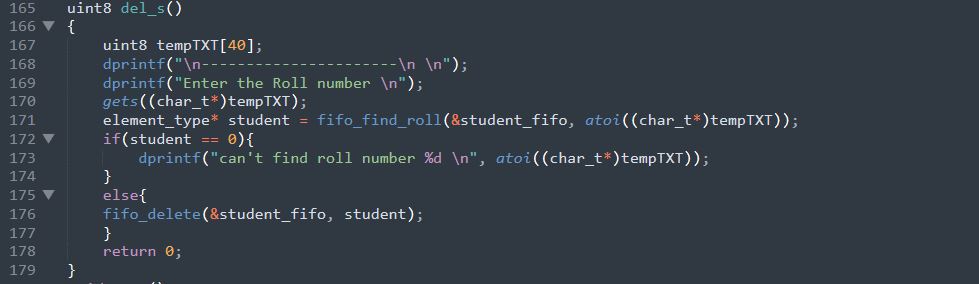 165 uint8 del_s()
166 {
167     uint8 tempTXT[40];
168     dprintf("\n----------------------\n \n");
169     dprintf("Enter the Roll number \n");
170     gets((char_t*)tempTXT);
171     element_type* student = fifo_find_roll(&student_fifo, atoi((char_t*)tempTXT));
172     if(student == 0){
173         dprintf("can't find roll number %d \n", atoi((char_t*)tempTXT));
174     }
175     else{
176     fifo_delete(&student_fifo, student);
177     }
178     return 0;
179 }